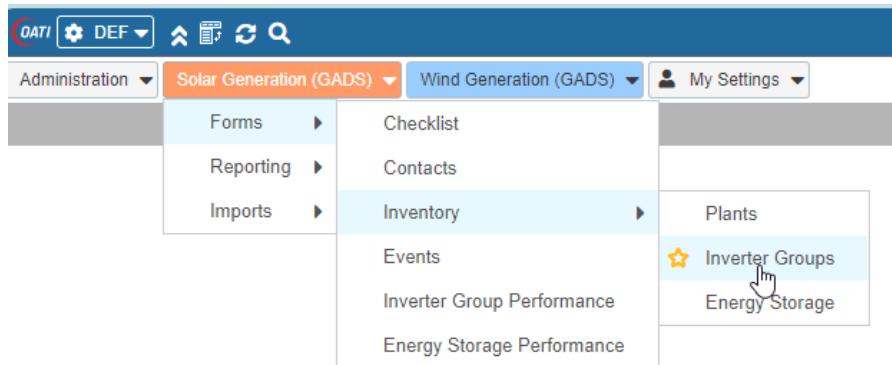 OATI DEF
Administration Solar Generation (GADS) Wind Generation (GADS) My Settings
Forms
Reporting
Imports
Checklist
Contacts
Inventory
Events
Inverter Group Performance
Energy Storage Performance
Plants
Inverter Groups
Energy Storage